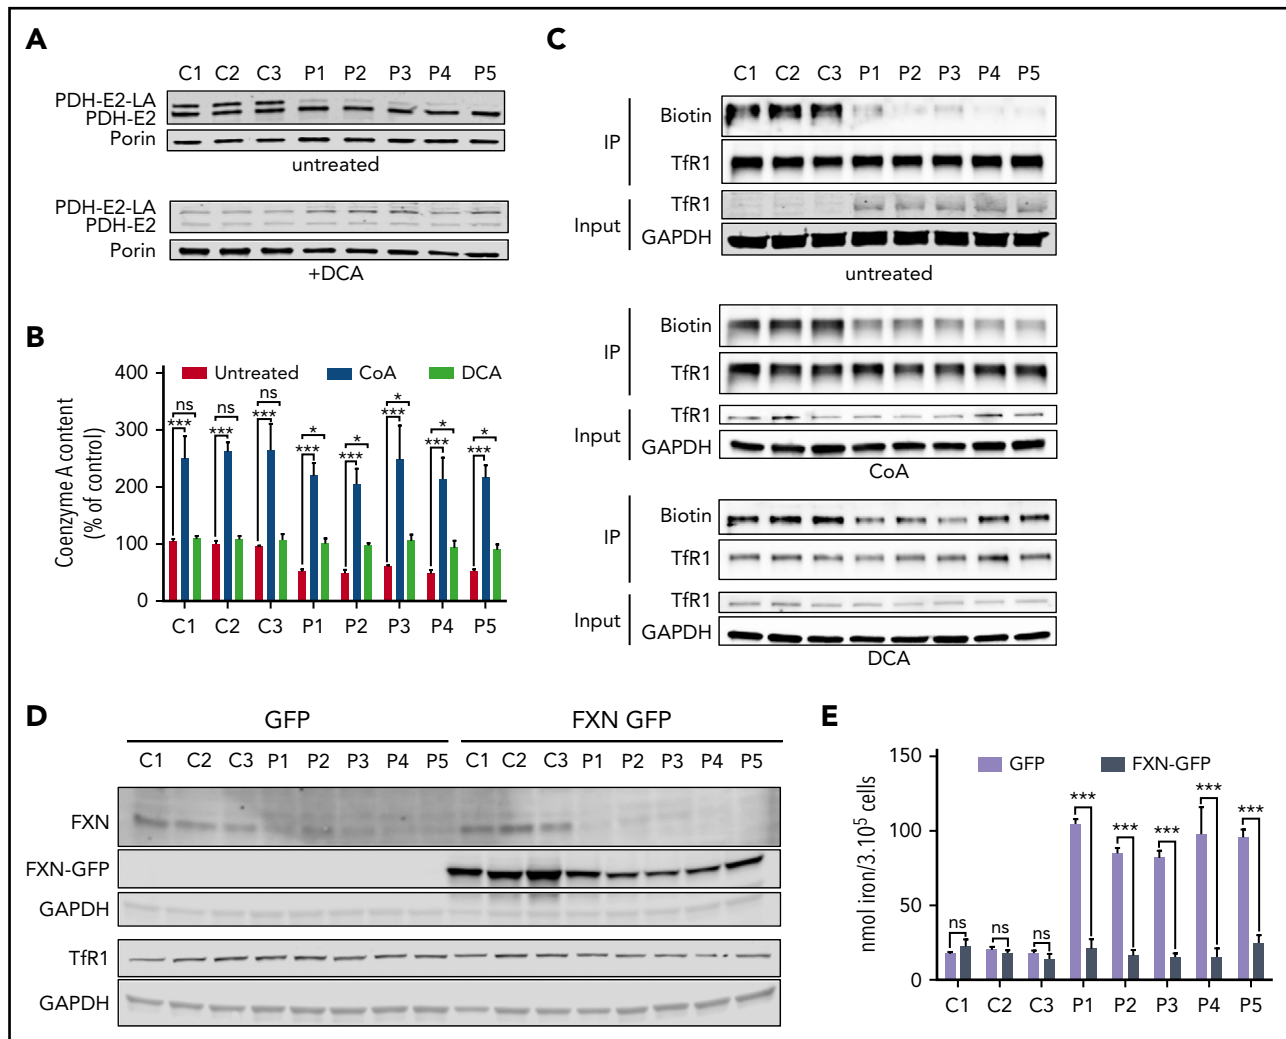 A
C1 C2 C3 P1 P2 P3 P4 P5
PDH-E2-LA
PDH-E2
Porin
untreated
PDH-E2-LA
PDH-E2
Porin
+DCA
B
Coenzyme A content
(% of control)
400
300
200
100
0
Untreated CoA DCA
ns ns ns
*** *** ***
* * * * *
*** *** *** *** ***
C1 C2 C3 P1 P2 P3 P4 P5
C
C1 C2 C3 P1 P2 P3 P4 P5
IP
Biotin
TfR1
Input
TfR1
GAPDH
untreated
IP
Biotin
TfR1
Input
TfR1
GAPDH
CoA
IP
Biotin
TfR1
Input
TfR1
GAPDH
DCA
D
GFP FXN GFP
C1 C2 C3 P1 P2 P3 P4 P5 C1 C2 C3 P1 P2 P3 P4 P5
FXN
FXN-GFP
GAPDH
TfR1
GAPDH
E
nmol iron/3.10⁵ cells
150
100
50
0
GFP FXN-GFP
ns ns ns *** *** *** *** ***
C1 C2 C3 P1 P2 P3 P4 P5